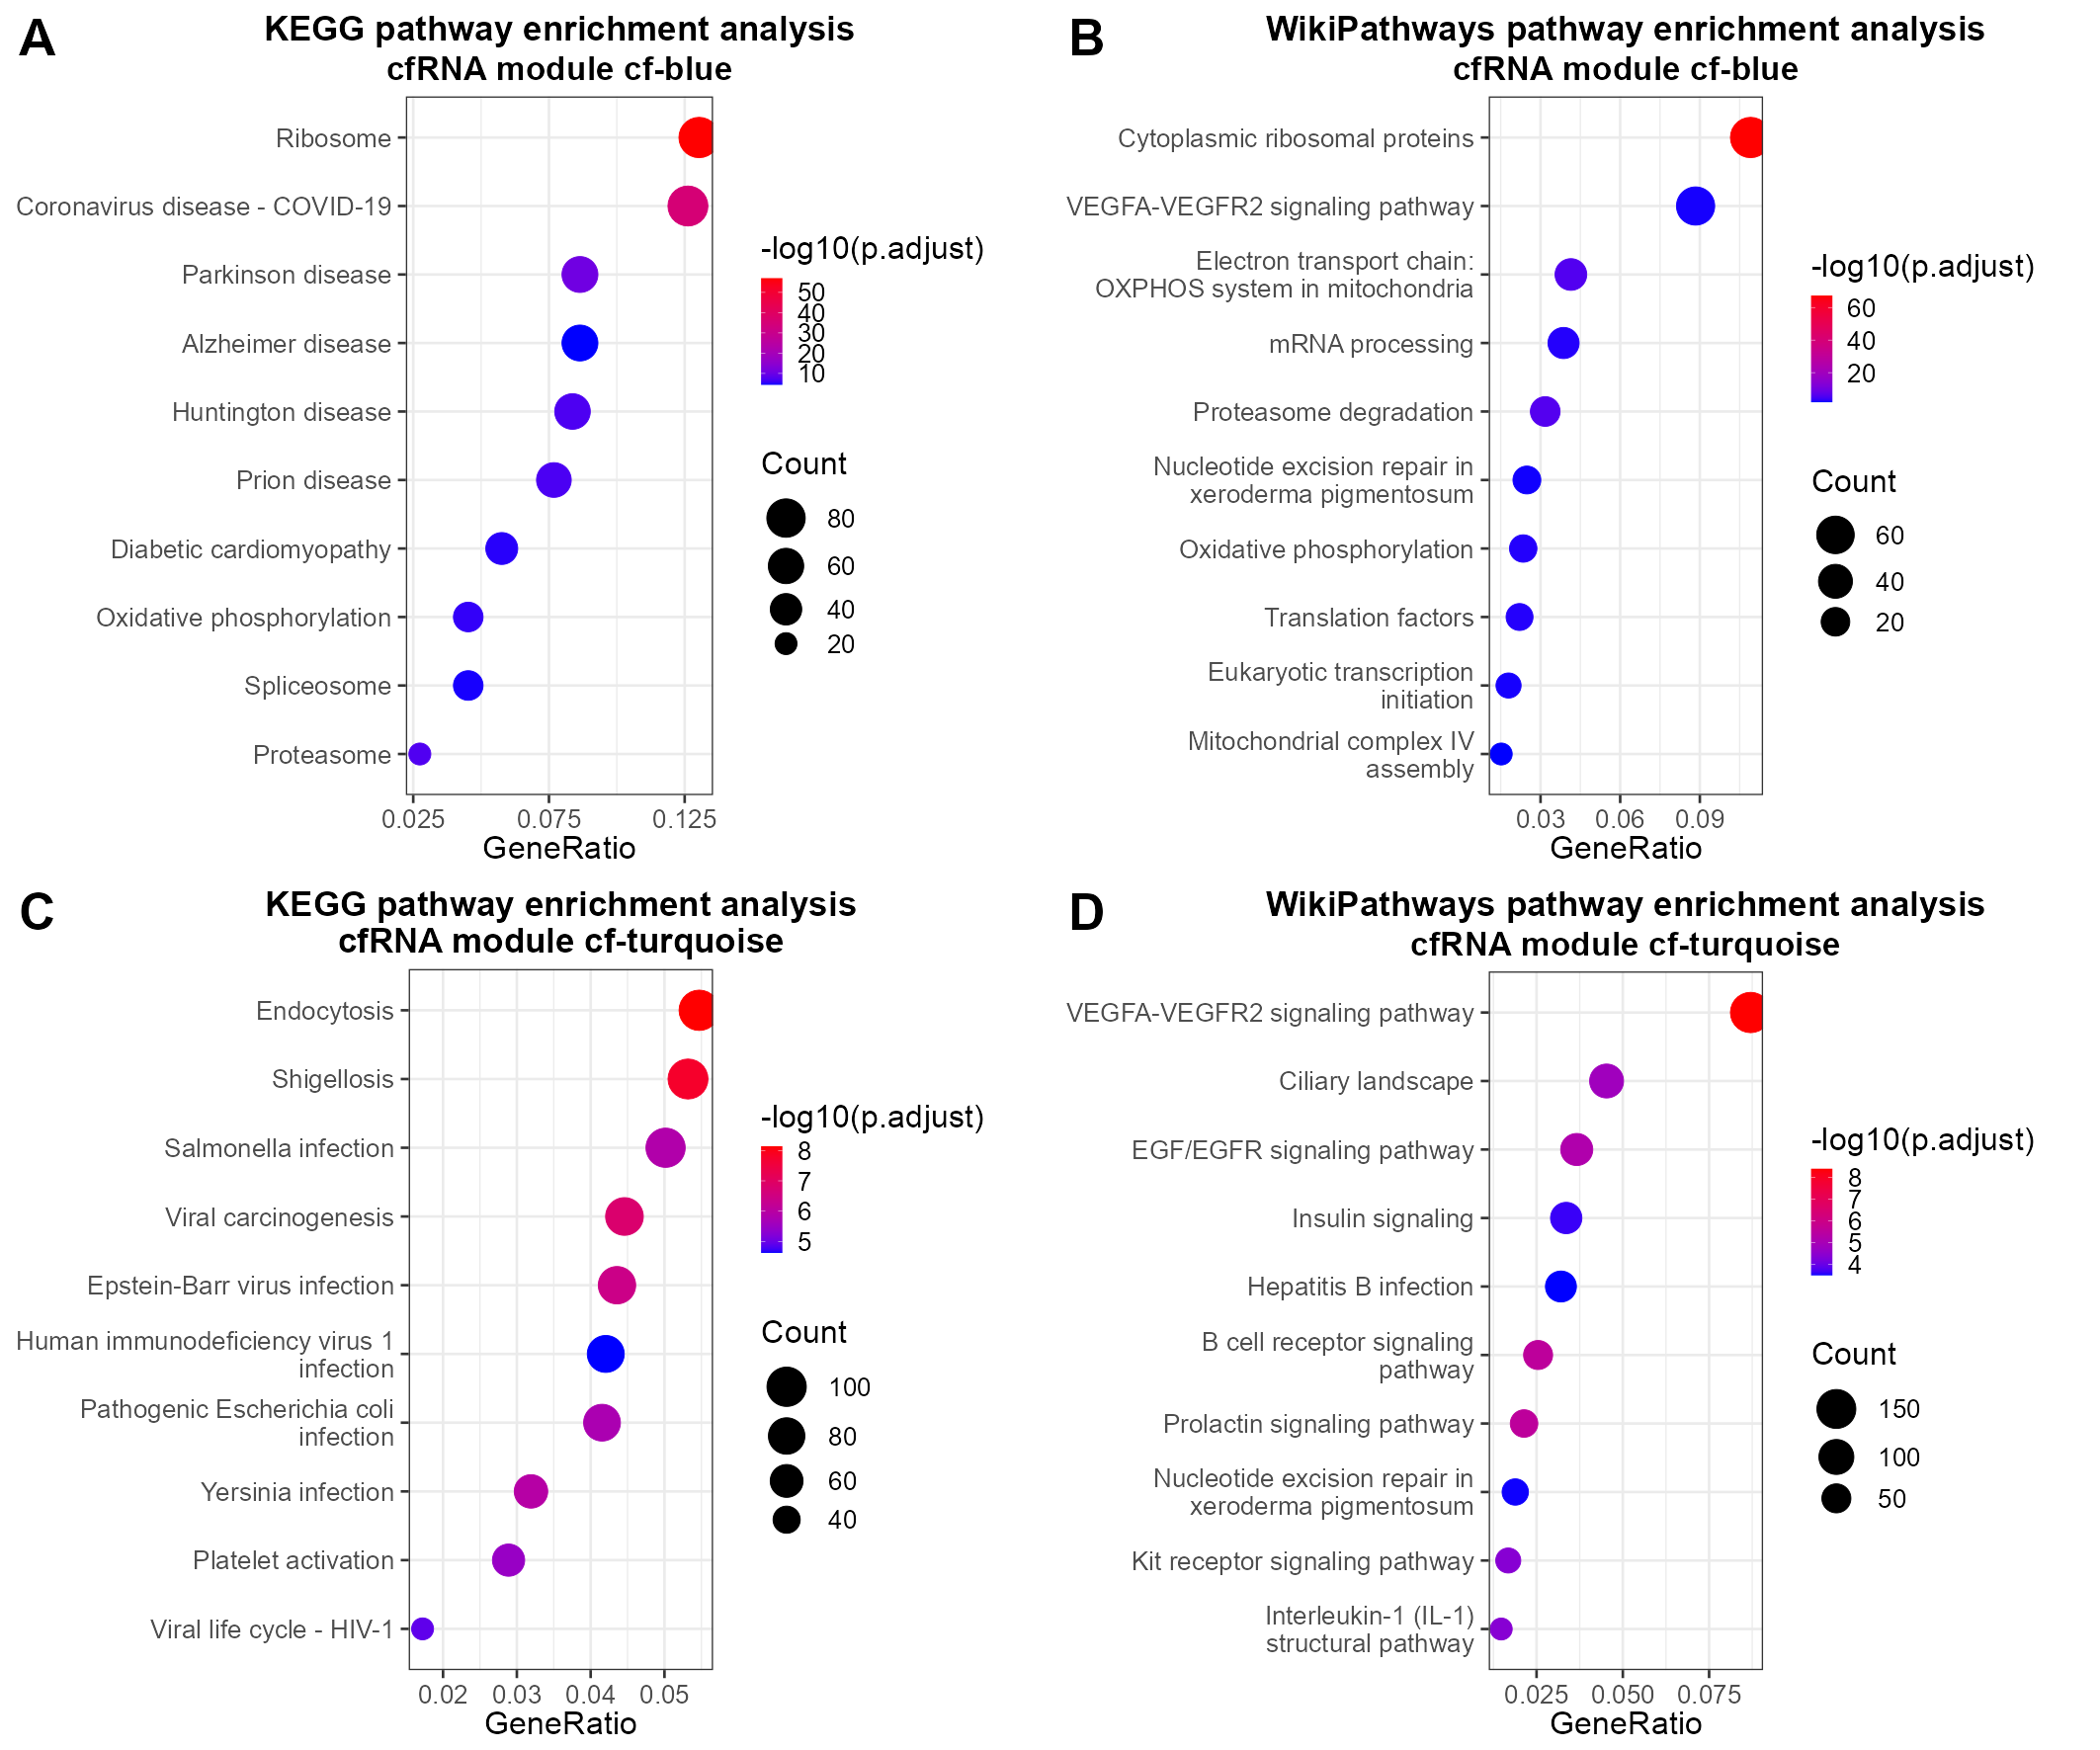 A
KEGG pathway enrichment analysis
cfRNA module cf-blue
Ribosome
Coronavirus disease - COVID-19
Parkinson disease
Alzheimer disease
Huntington disease
Prion disease
Diabetic cardiomyopathy
Oxidative phosphorylation
Spliceosome
Proteasome
0.025 0.075 0.125
GeneRatio
-log10(p.adjust)
50
40
30
20
10
Count
80
60
40
20
B
WikiPathways pathway enrichment analysis
cfRNA module cf-blue
Cytoplasmic ribosomal proteins
VEGFA-VEGFR2 signaling pathway
Electron transport chain:
OXPHOS system in mitochondria
mRNA processing
Proteasome degradation
Nucleotide excision repair in
xeroderma pigmentosum
Oxidative phosphorylation
Translation factors
Eukaryotic transcription
initiation
Mitochondrial complex IV
assembly
0.03 0.06 0.09
GeneRatio
-log10(p.adjust)
60
40
20
Count
60
40
20
C
KEGG pathway enrichment analysis
cfRNA module cf-turquoise
Endocytosis
Shigellosis
Salmonella infection
Viral carcinogenesis
Epstein-Barr virus infection
Human immunodeficiency virus 1
infection
Pathogenic Escherichia coli
infection
Yersinia infection
Platelet activation
Viral life cycle - HIV-1
0.02 0.03 0.04 0.05
GeneRatio
-log10(p.adjust)
8
7
6
5
Count
100
80
60
40
D
WikiPathways pathway enrichment analysis
cfRNA module cf-turquoise
VEGFA-VEGFR2 signaling pathway
Ciliary landscape
EGF/EGFR signaling pathway
Insulin signaling
Hepatitis B infection
B cell receptor signaling
pathway
Prolactin signaling pathway
Nucleotide excision repair in
xeroderma pigmentosum
Kit receptor signaling pathway
Interleukin-1 (IL-1)
structural pathway
0.025 0.050 0.075
GeneRatio
-log10(p.adjust)
8
7
6
5
4
Count
150
100
50